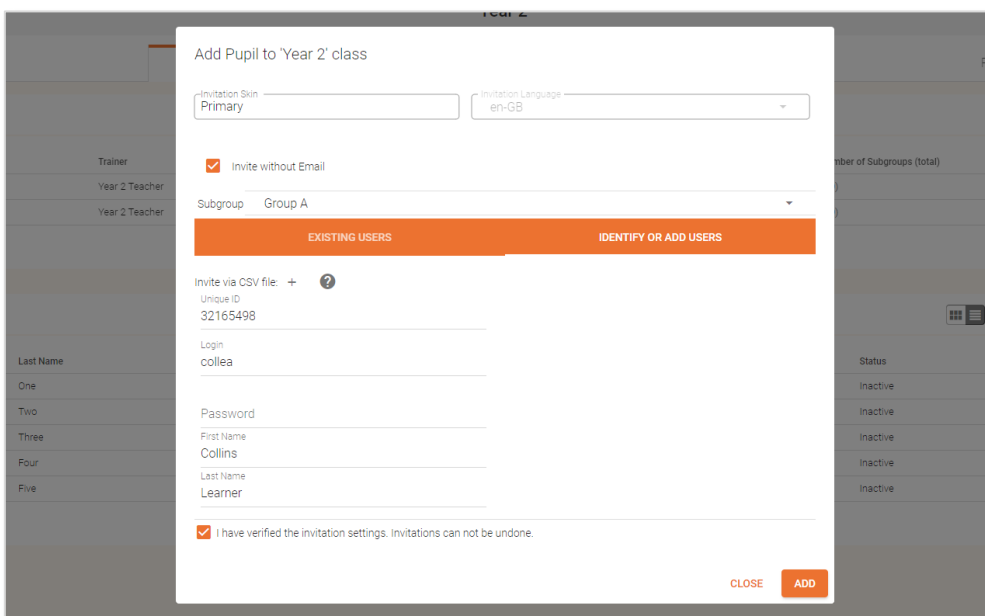 Year 2
Add Pupil to 'Year 2' class
Invitation Skin
Primary
Invitation Language
en-GB
Invite without Email
Subgroup Group A
EXISTING USERS IDENTIFY OR ADD USERS
Invite via CSV file: + ?
Unique ID
32165498
Login
collea
Password
First Name
Collins
Last Name
Learner
I have verified the invitation settings. Invitations can not be undone.
CLOSE ADD
Trainer of Subgroups (total)
Year 2 Teacher
Year 2 Teacher
Last Name Status
One Inactive
Two Inactive
Three Inactive
Four Inactive
Five Inactive